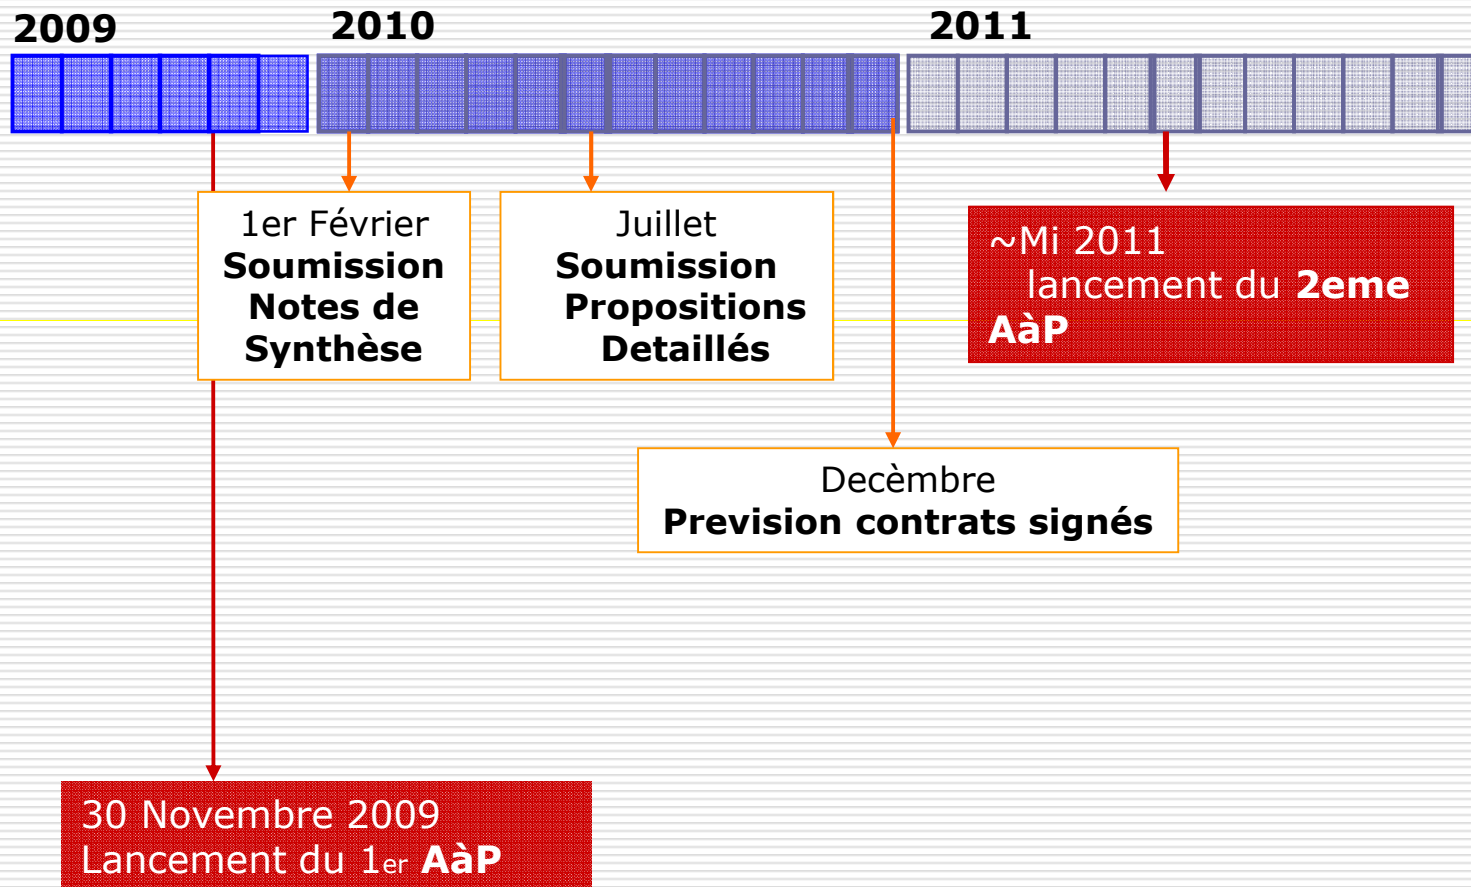 2009
2010
2011
1er Février
Soumission
Notes de
Synthèse
Juillet
Soumission
Propositions
Detaillés
~Mi 2011
lancement du 2eme
AàP
Decèmbre
Prevision contrats signés
30 Novembre 2009
Lancement du 1er AàP